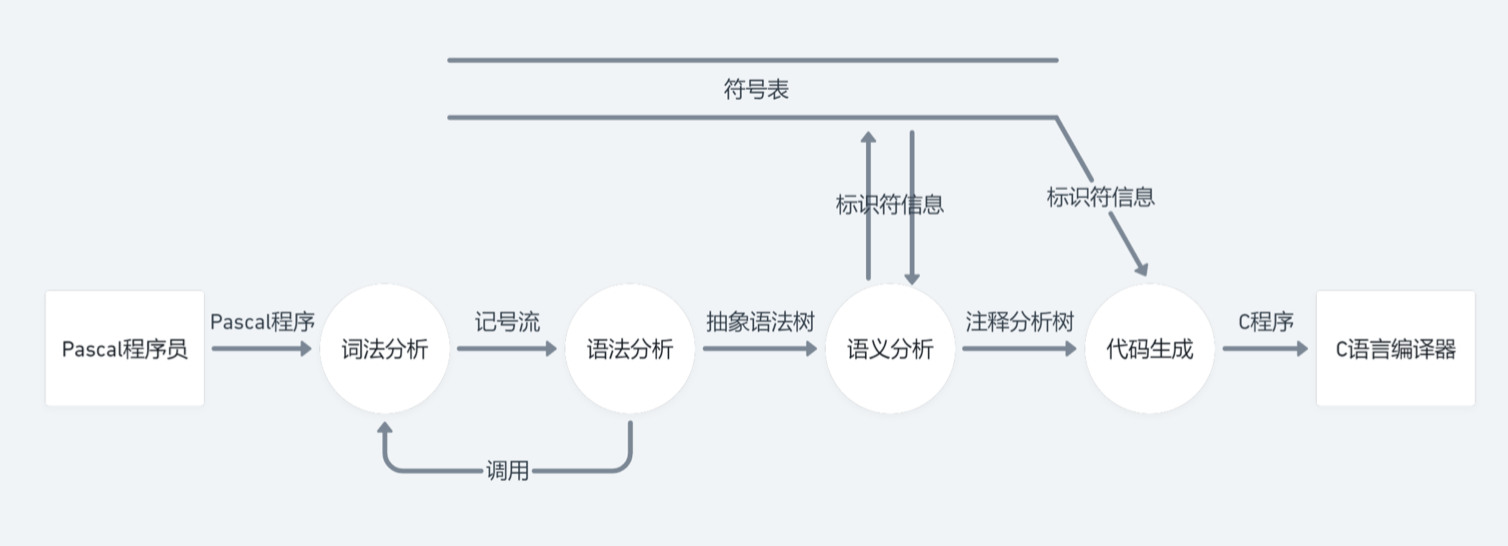 符号表
标识符信息
标识符信息
Pascal程序员
Pascal程序
词法分析
记号流
语法分析
抽象语法树
语义分析
注释分析树
代码生成
C程序
C语言编译器
调用